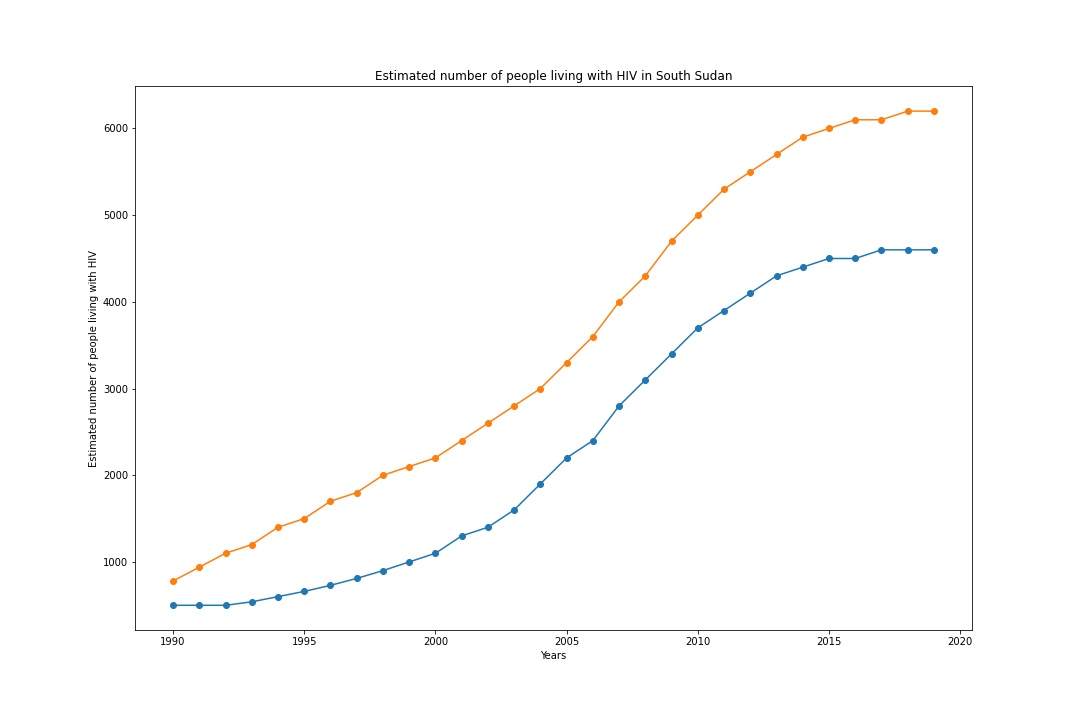 Estimated number of people living with HIV in South Sudan
Estimated number of people living with HIV
6000
5000
4000
3000
2000
1000
1990 1995 2000 2005 2010 2015 2020
Years